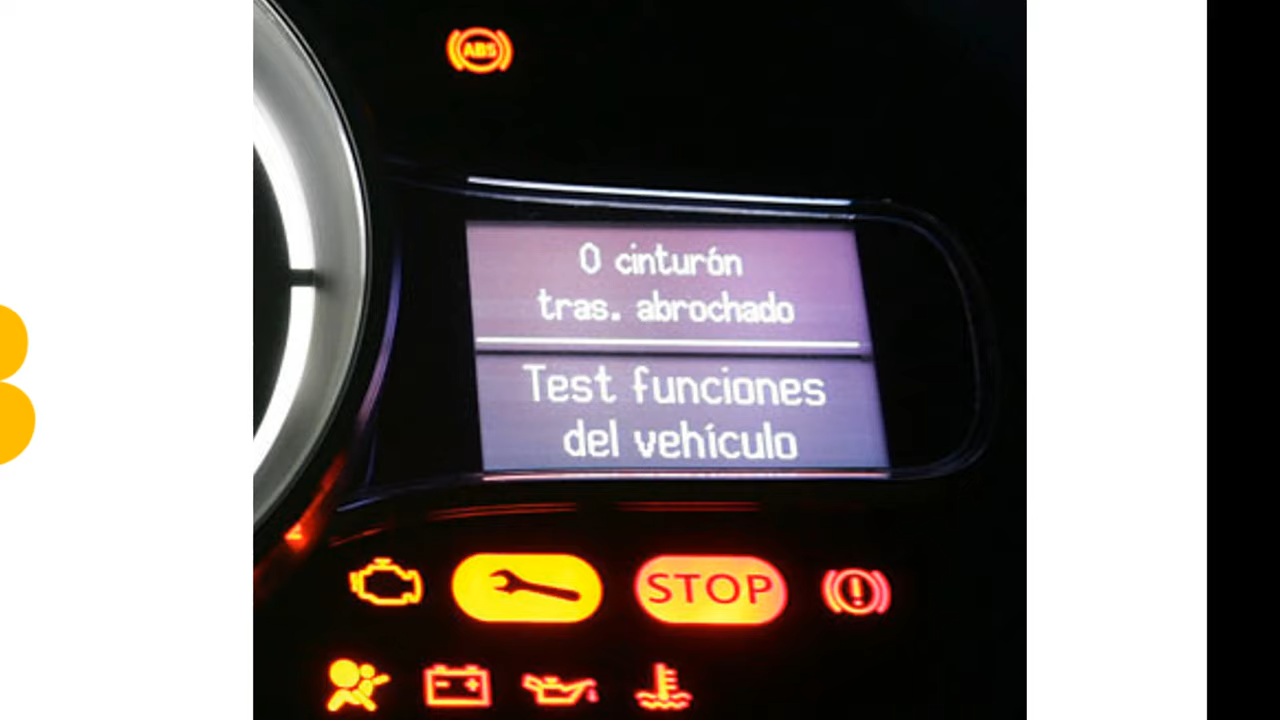 ABS
0 cinturón
tras. abrochado
Test funciones
del vehículo
STOP